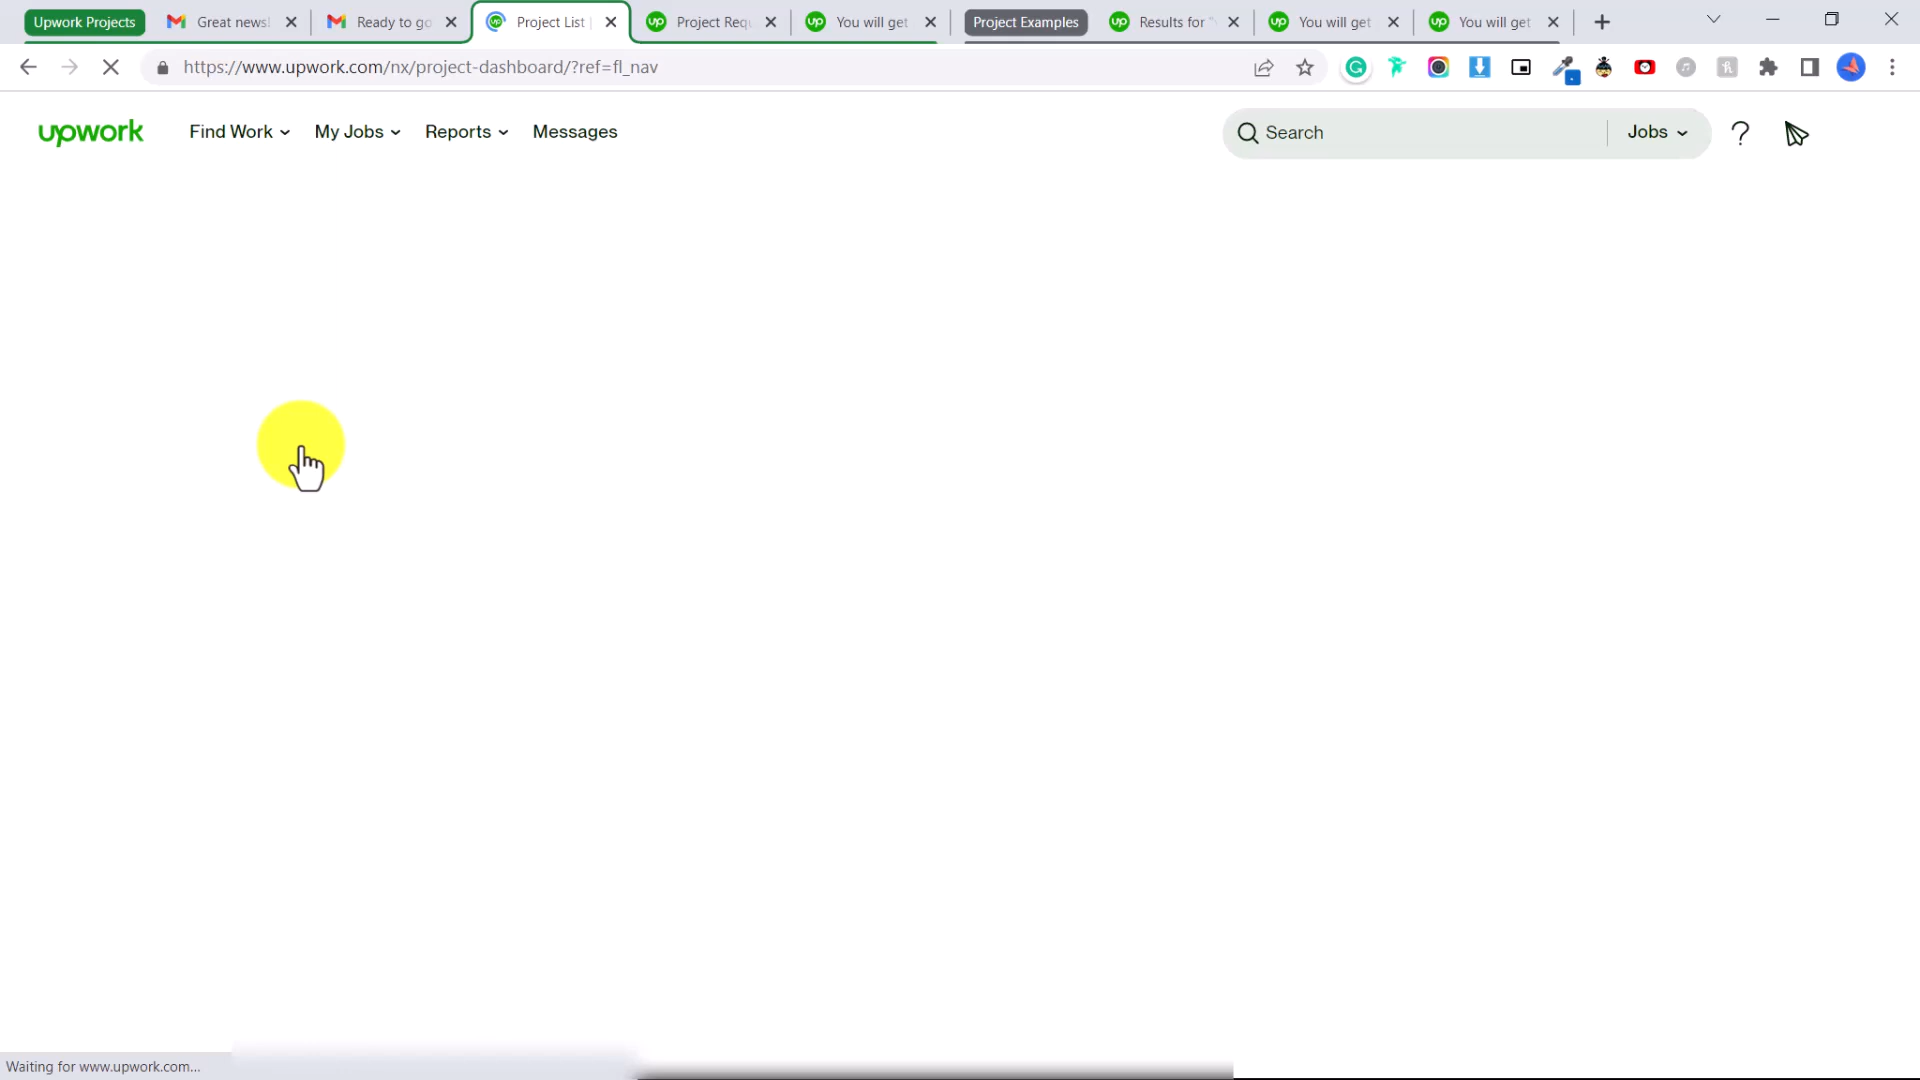 Upwork Projects
Great news!
Ready to go
Project List
Project Req
You will get
Project Examples
Results for "
You will get
You will get
https://www.upwork.com/nx/project-dashboard/?ref=fl_nav
upwork
Find Work
My Jobs
Reports
Messages
Search
Jobs
Waiting for www.upwork.com...